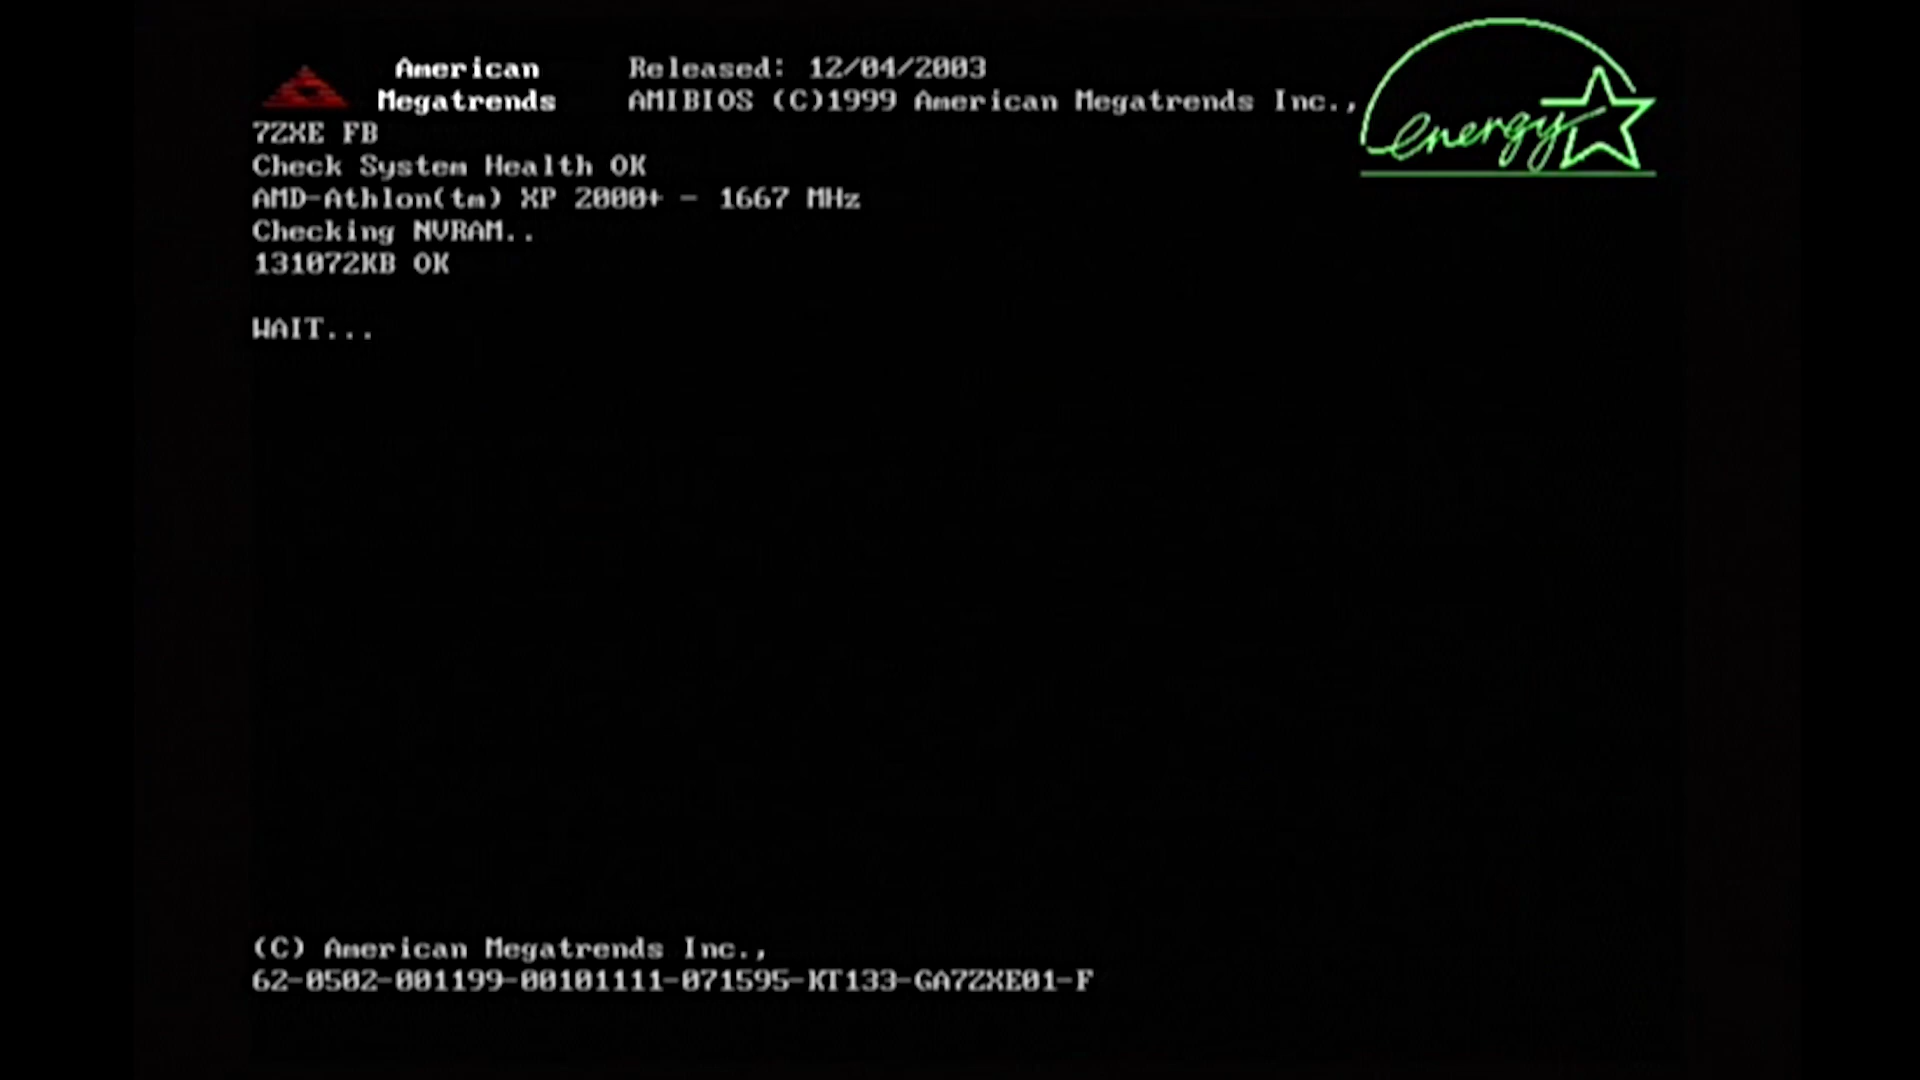 American Released: 12/04/2003
Megatrends AMIBIOS (C)1999 American Megatrends Inc.,
energy
7ZXE FB
Check System Health OK
AMD-Athlon(tm) XP 2000+ - 1667 MHz
Checking NVRAM..
131072KB OK
WAIT...
(C) American Megatrends Inc.,
62-0502-001199-00101111-071595-KT133-GA7ZXE01-F